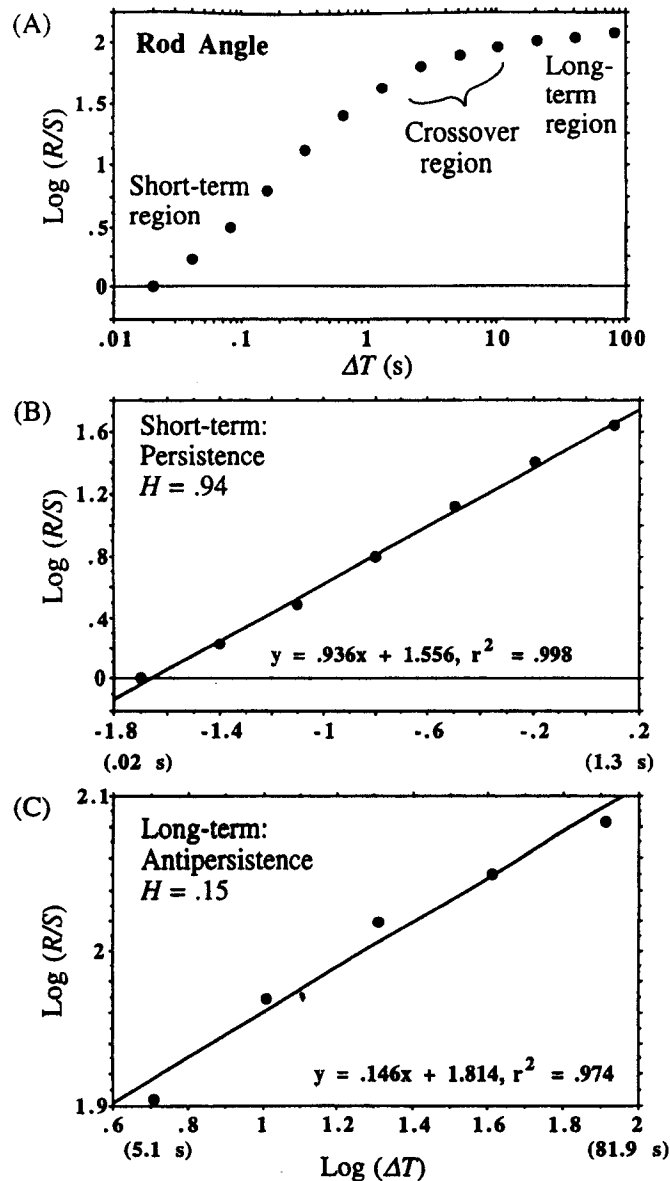 (A)
Rod Angle
2
1.5
1
.5
0
Log (R/S)
Short-term
region
Crossover
region
Long-
term
region
.01
.1
1
10
100
ΔT (s)
(B)
Short-term:
Persistence
H = .94
1.6
1.2
.8
.4
0
Log (R/S)
y = .936x + 1.556, r² = .998
-1.8
-1.4
-1
-.6
-.2
.2
(.02 s)
(1.3 s)
(C)
Long-term:
Antipersistence
H = .15
2.1
2
1.9
Log (R/S)
y = .146x + 1.814, r² = .974
.6
1
1.2
1.4
1.6
1.8
2
(5.1 s)
(81.9 s)
Log (ΔT)